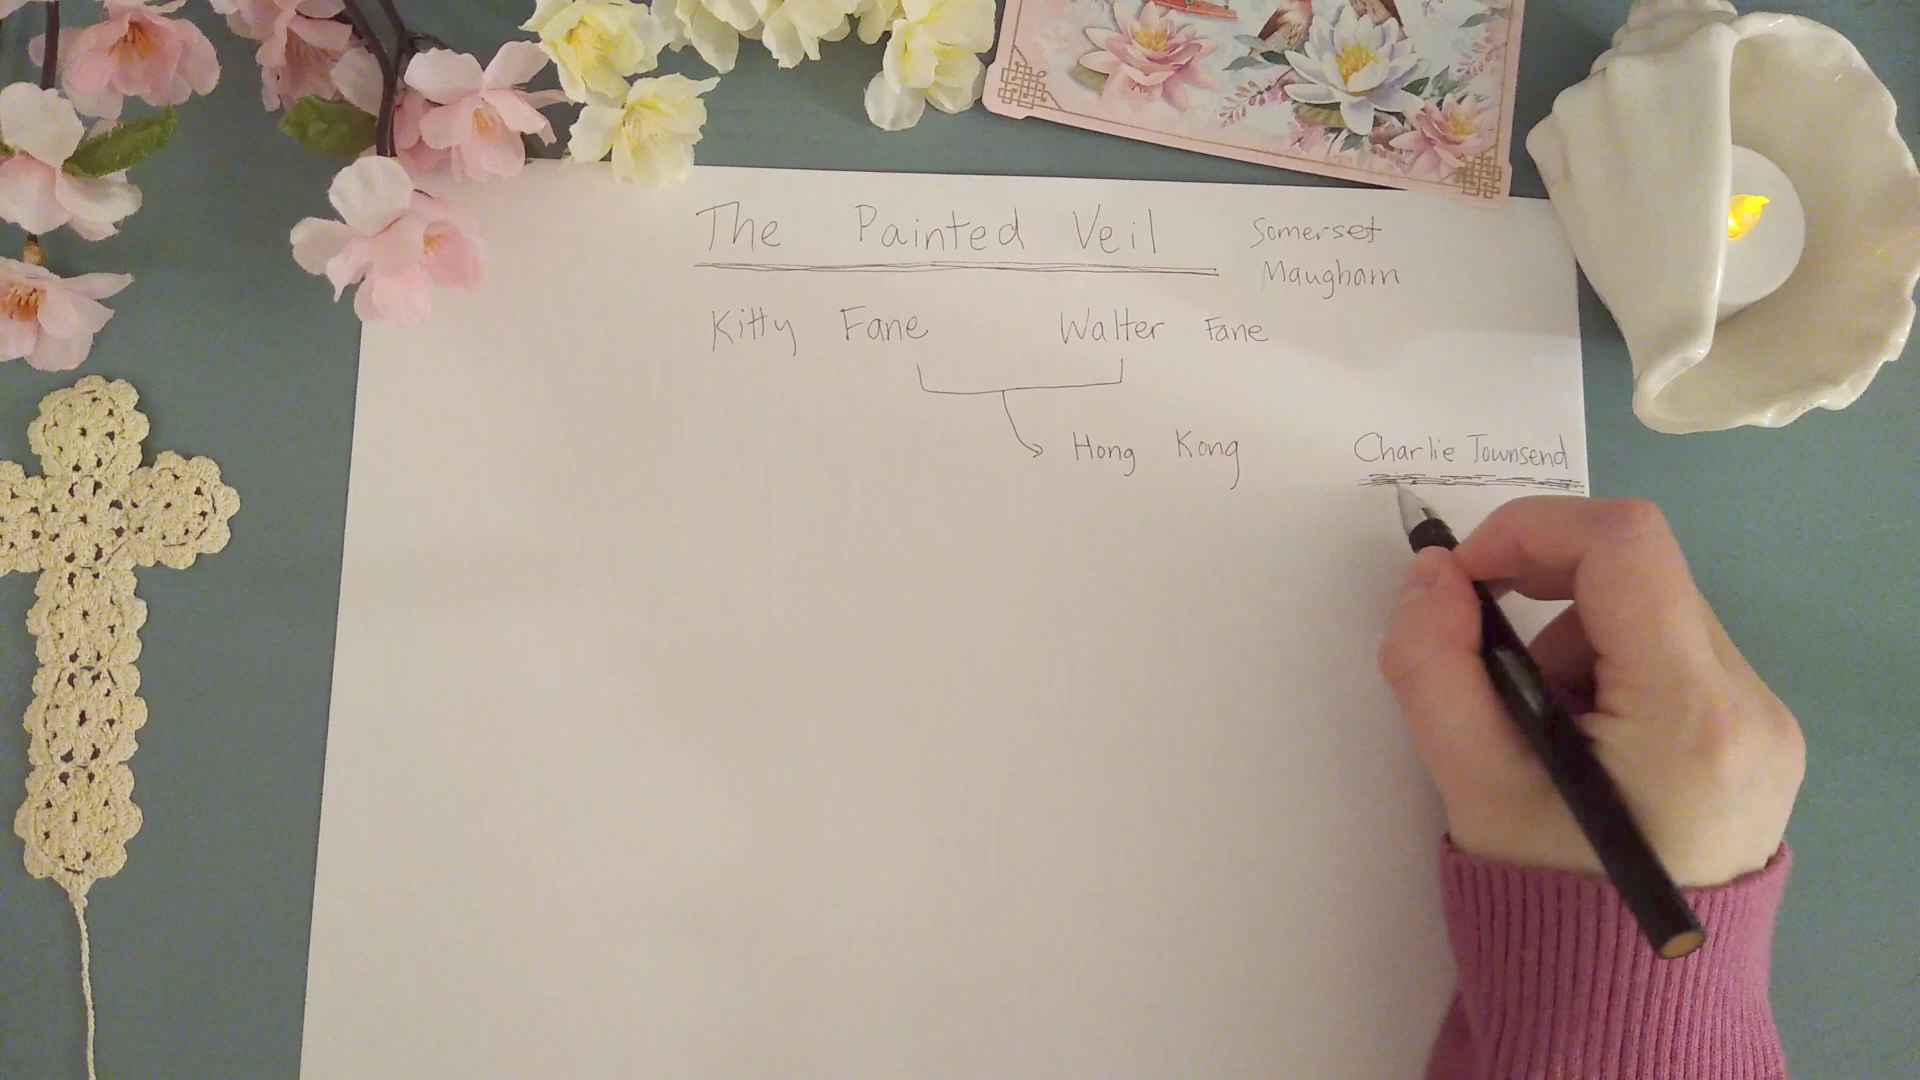 The Painted Veil
Somerset
Maugham
Kitty Fane
Walter Fane
Hong Kong
Charlie Townsend